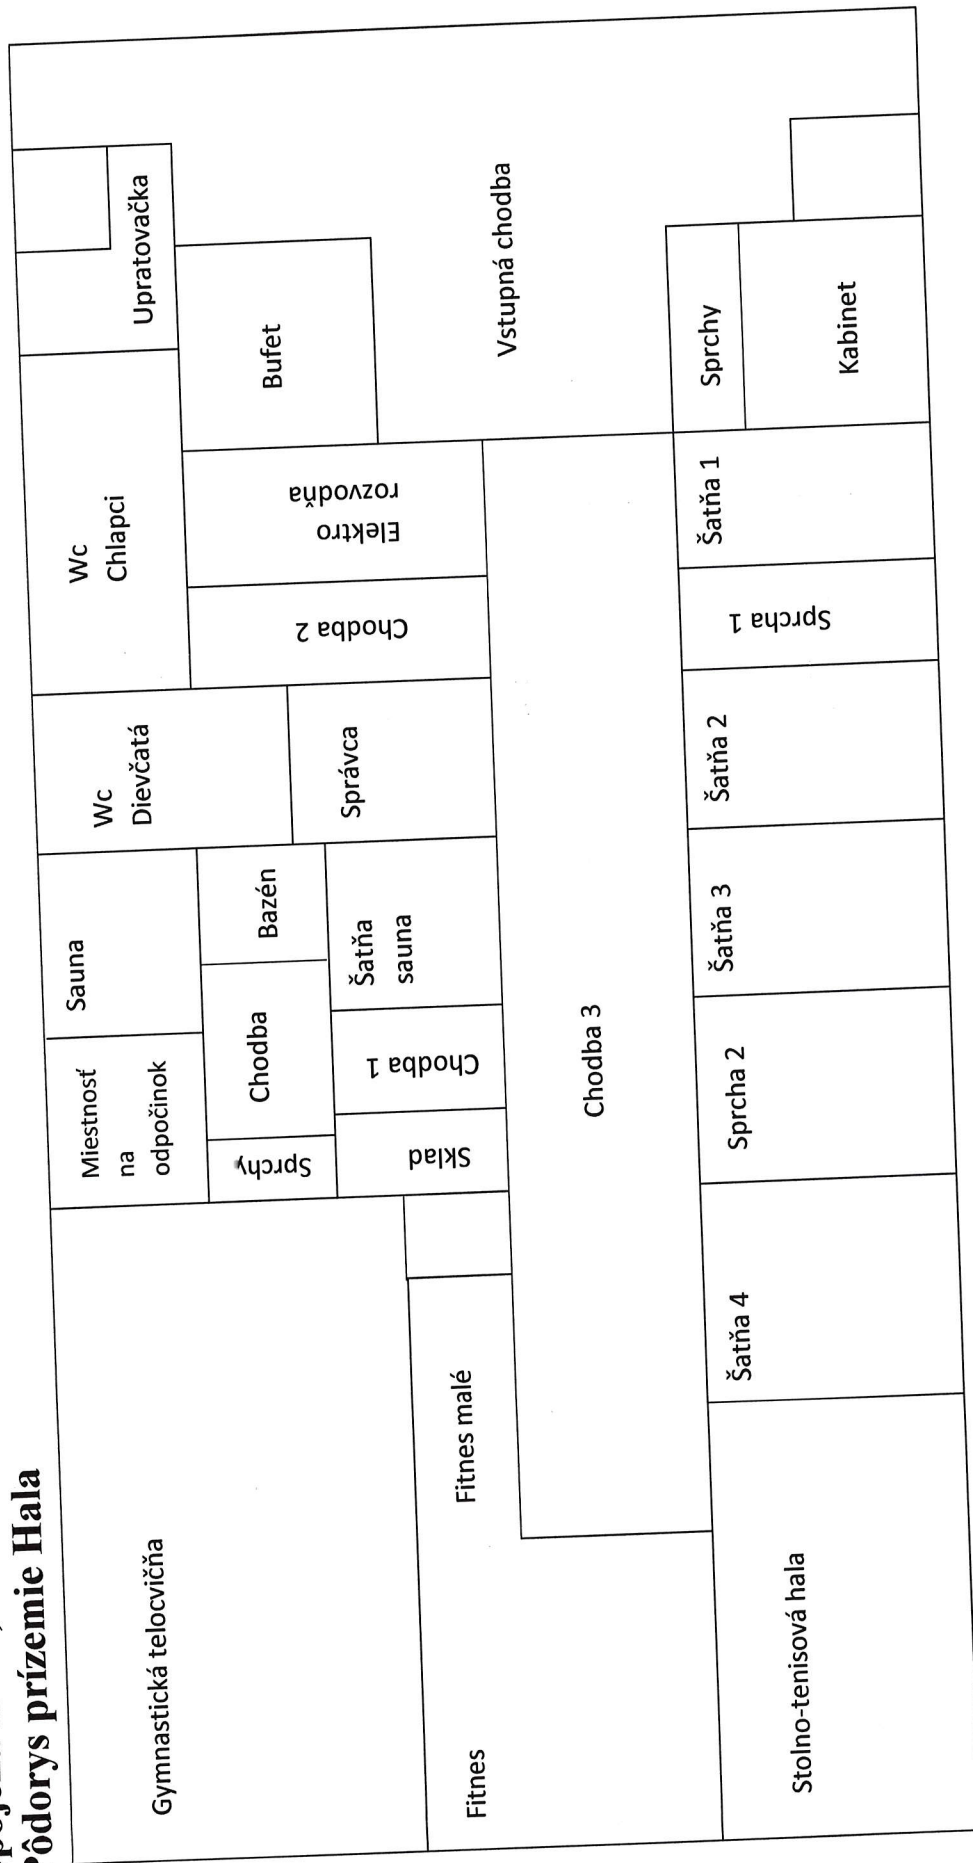 Pôdorys prízemie Hala
Gymnastická telocvičňa
Miestnosť
na
odpočinok
Sauna
Wc
Dievčatá
Wc
Chlapci
Upratovačka
Sprchy
Chodba
Bazén
Správca
Chodba 2
Elektro
rozvodňa
Bufet
Sklad
Chodba 1
Šatňa
sauna
Fitnes
Fitnes malé
Chodba 3
Vstupná chodba
Stolno-tenisová hala
Šatňa 4
Sprcha 2
Šatňa 3
Šatňa 2
Sprcha 1
Šatňa 1
Sprchy
Kabinet